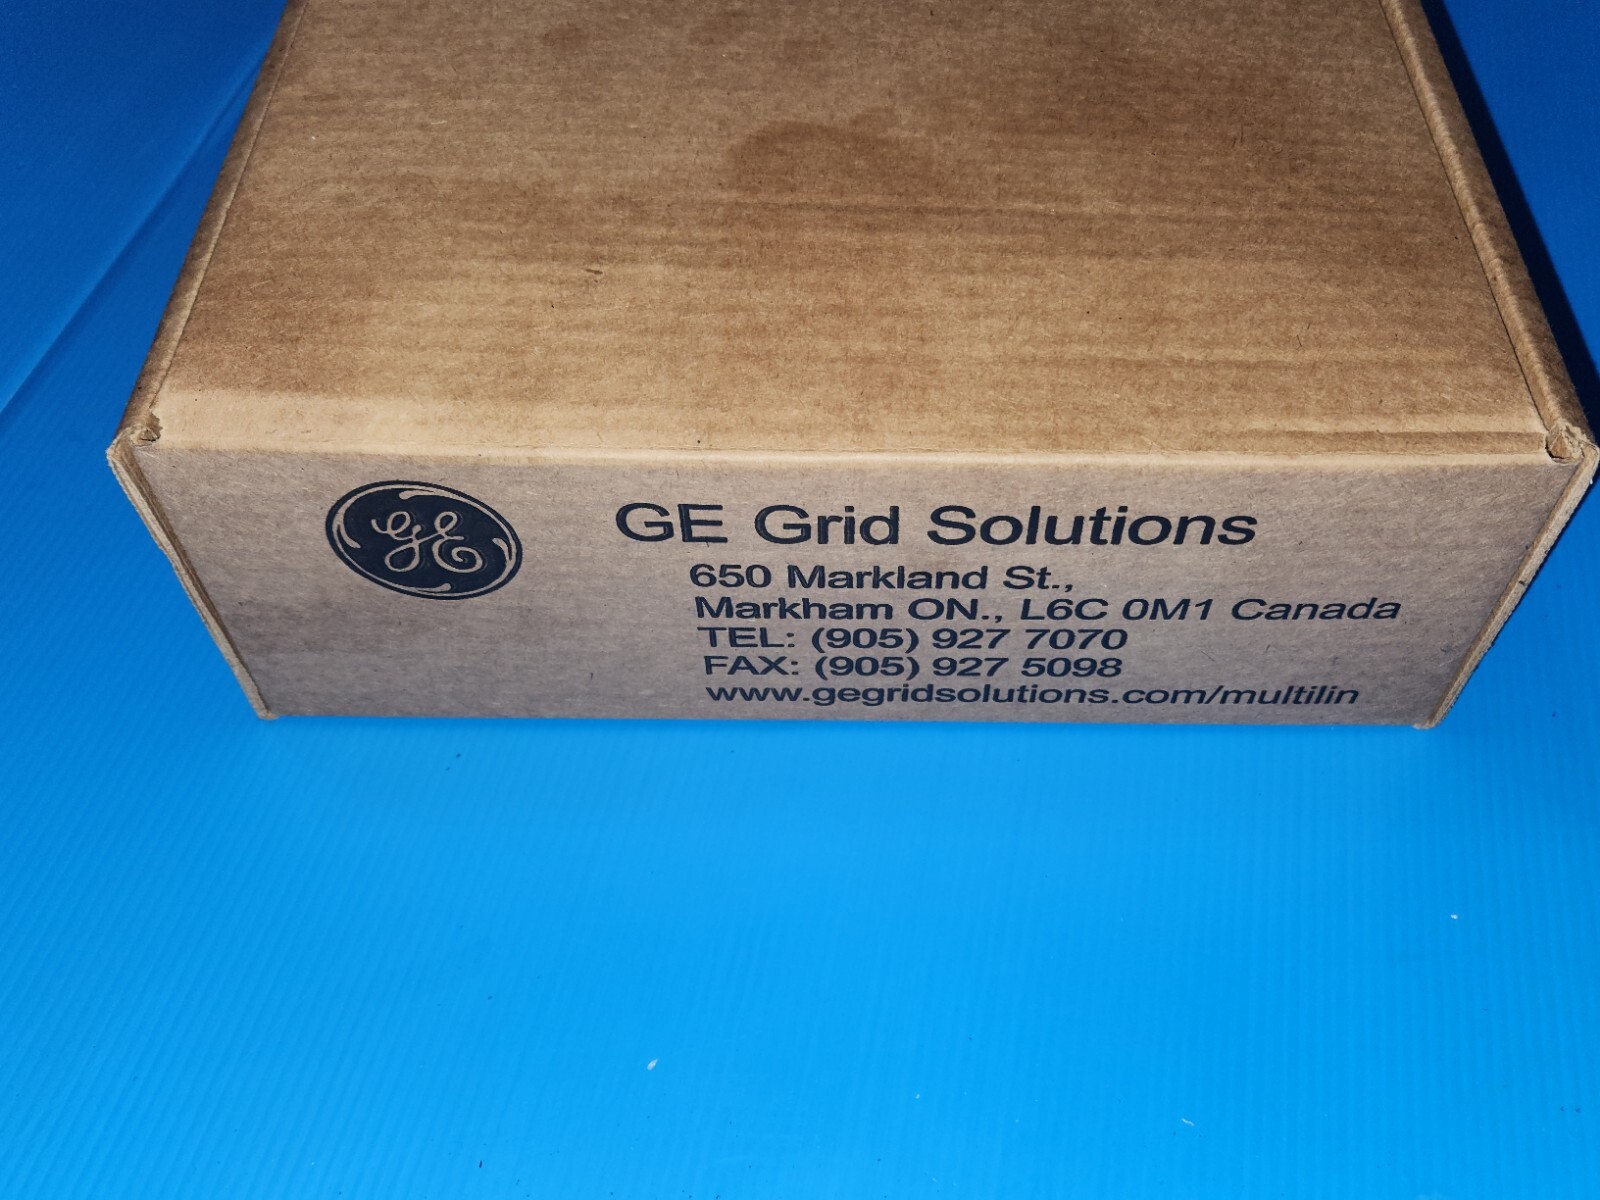 GE
GE Grid Solutions
650 Markland St.,
Markham ON., L6C 0M1 Canada
TEL: (905) 927 7070
FAX: (905) 927 5098
www.gegridsolutions.com/multilin